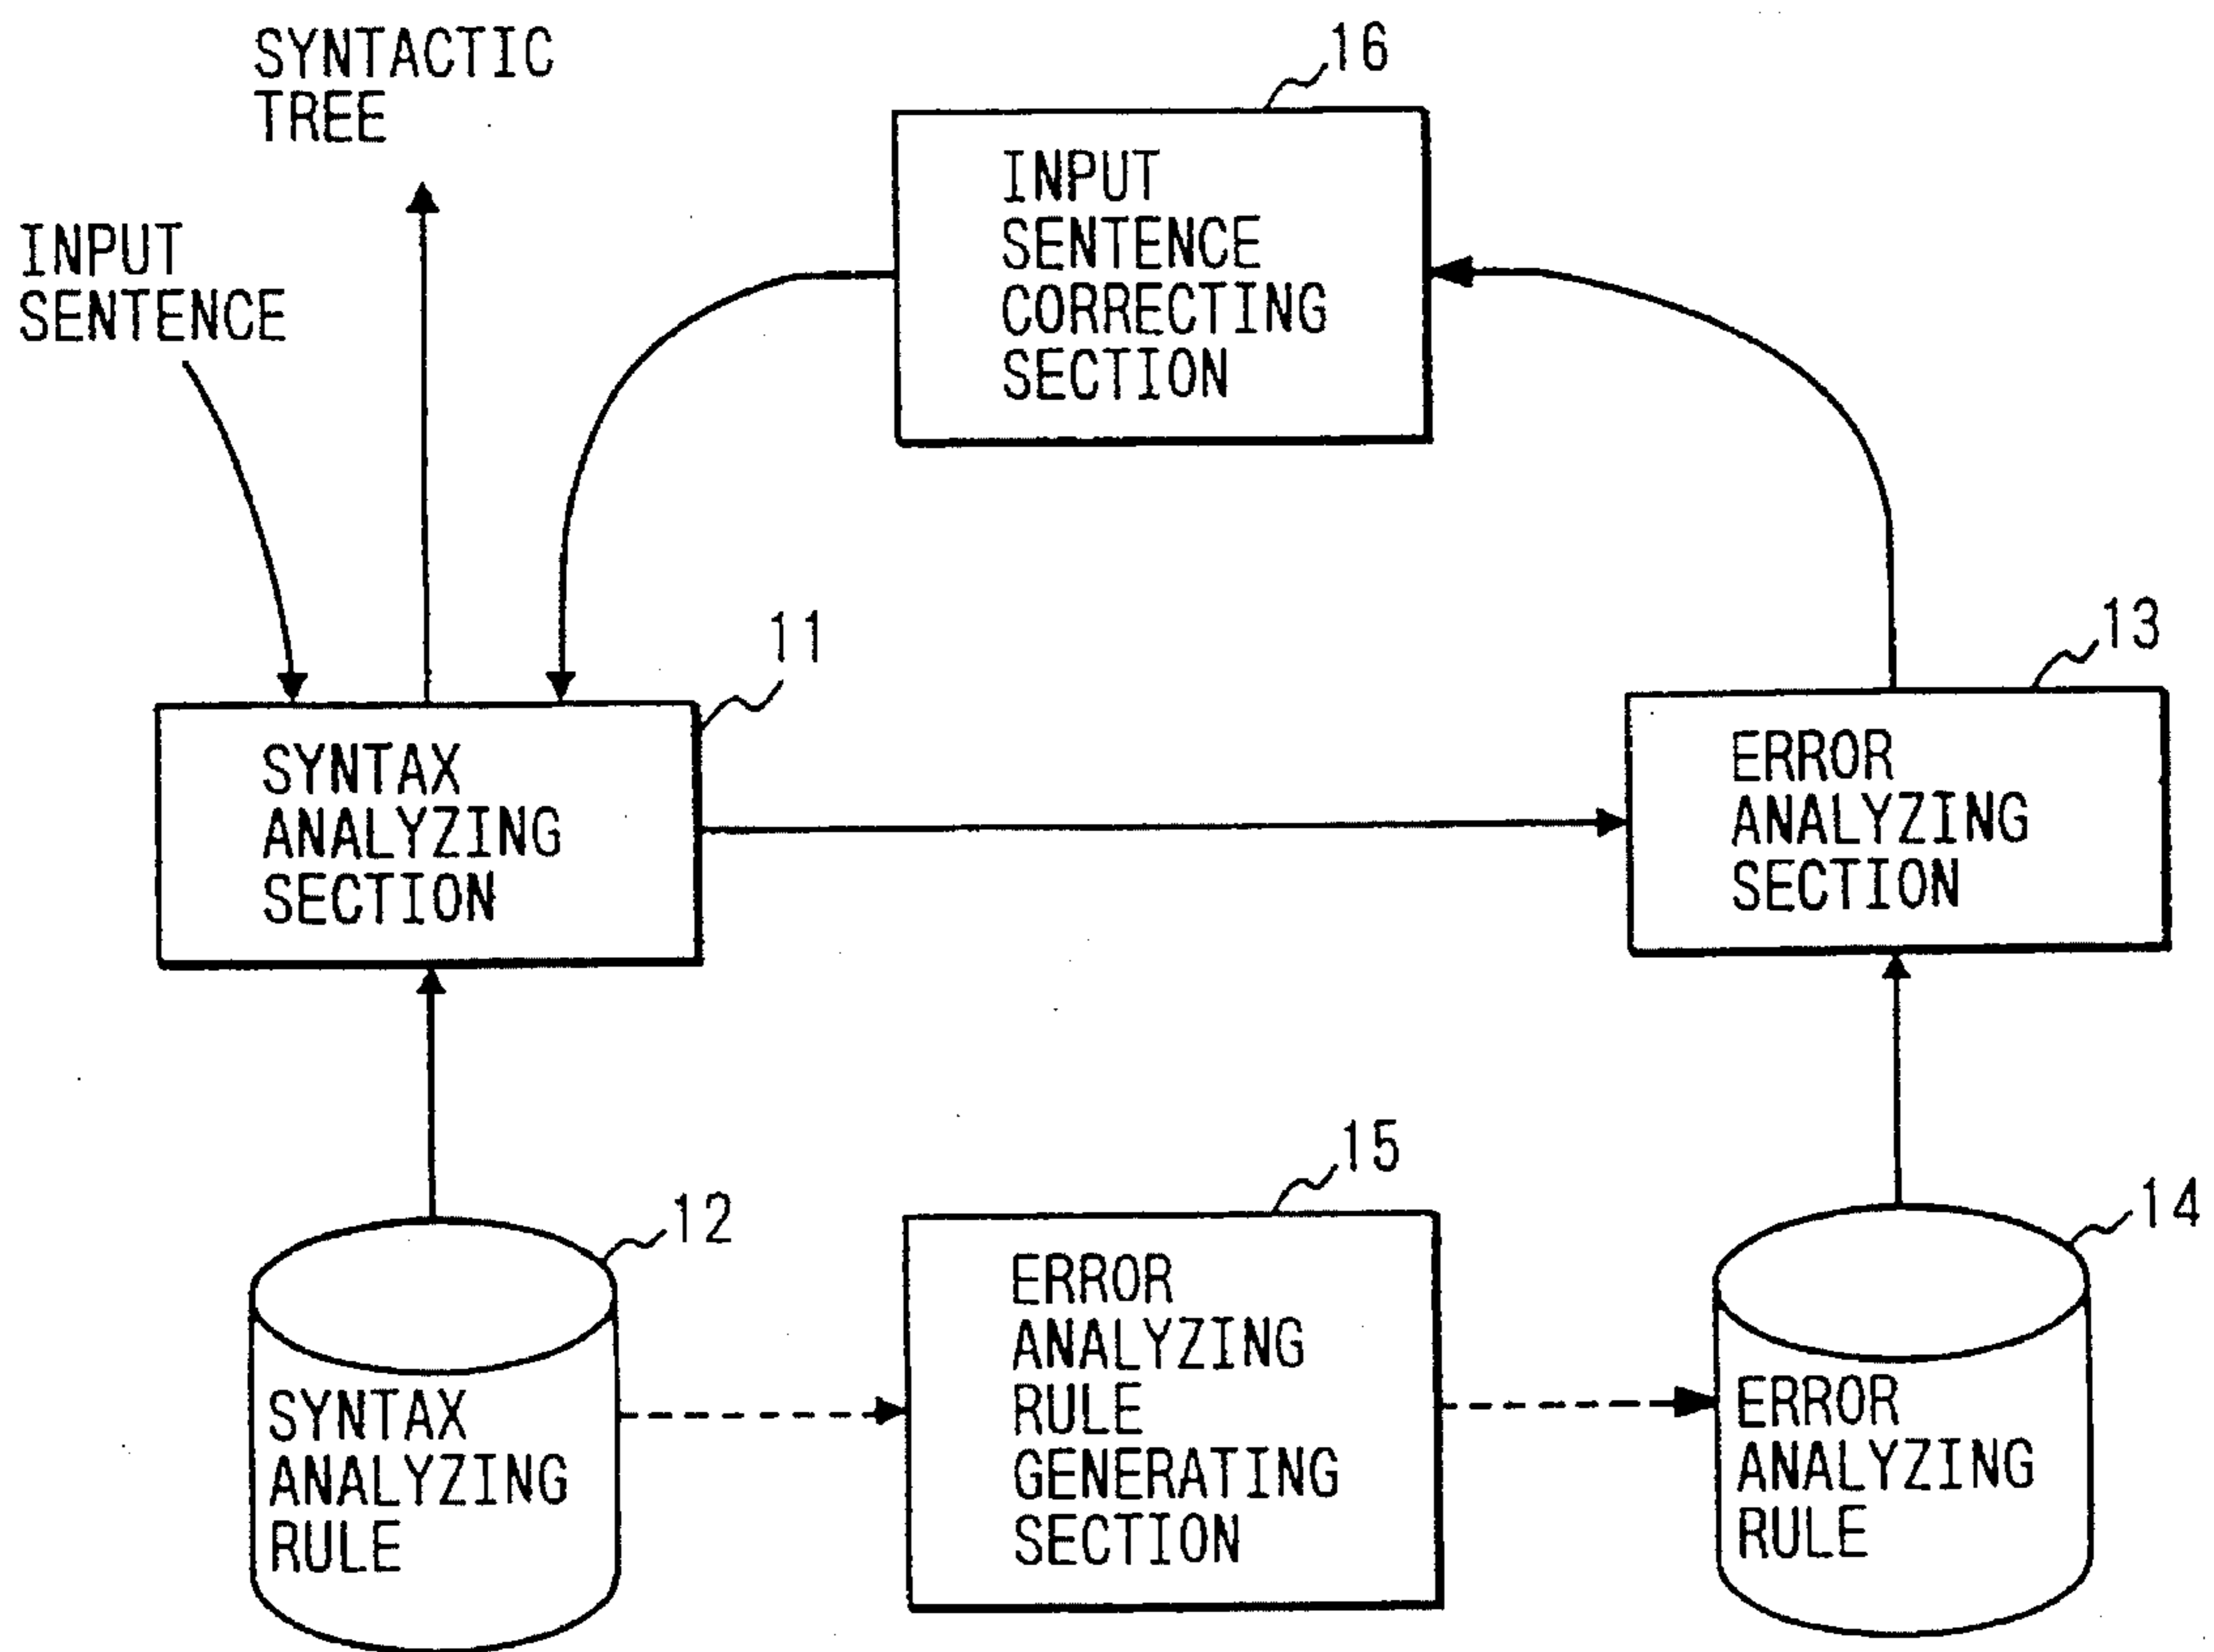 SYNTACTIC
TREE
16
INPUT
SENTENCE
CORRECTING
SECTION
INPUT
SENTENCE
11
13
SYNTAX
ANALYZING
SECTION
ERROR
ANALYZING
SECTION
12
15
14
SYNTAX
ANALYZING
RULE
ERROR
ANALYZING
RULE
GENERATING
SECTION
ERROR
ANALYZING
RULE